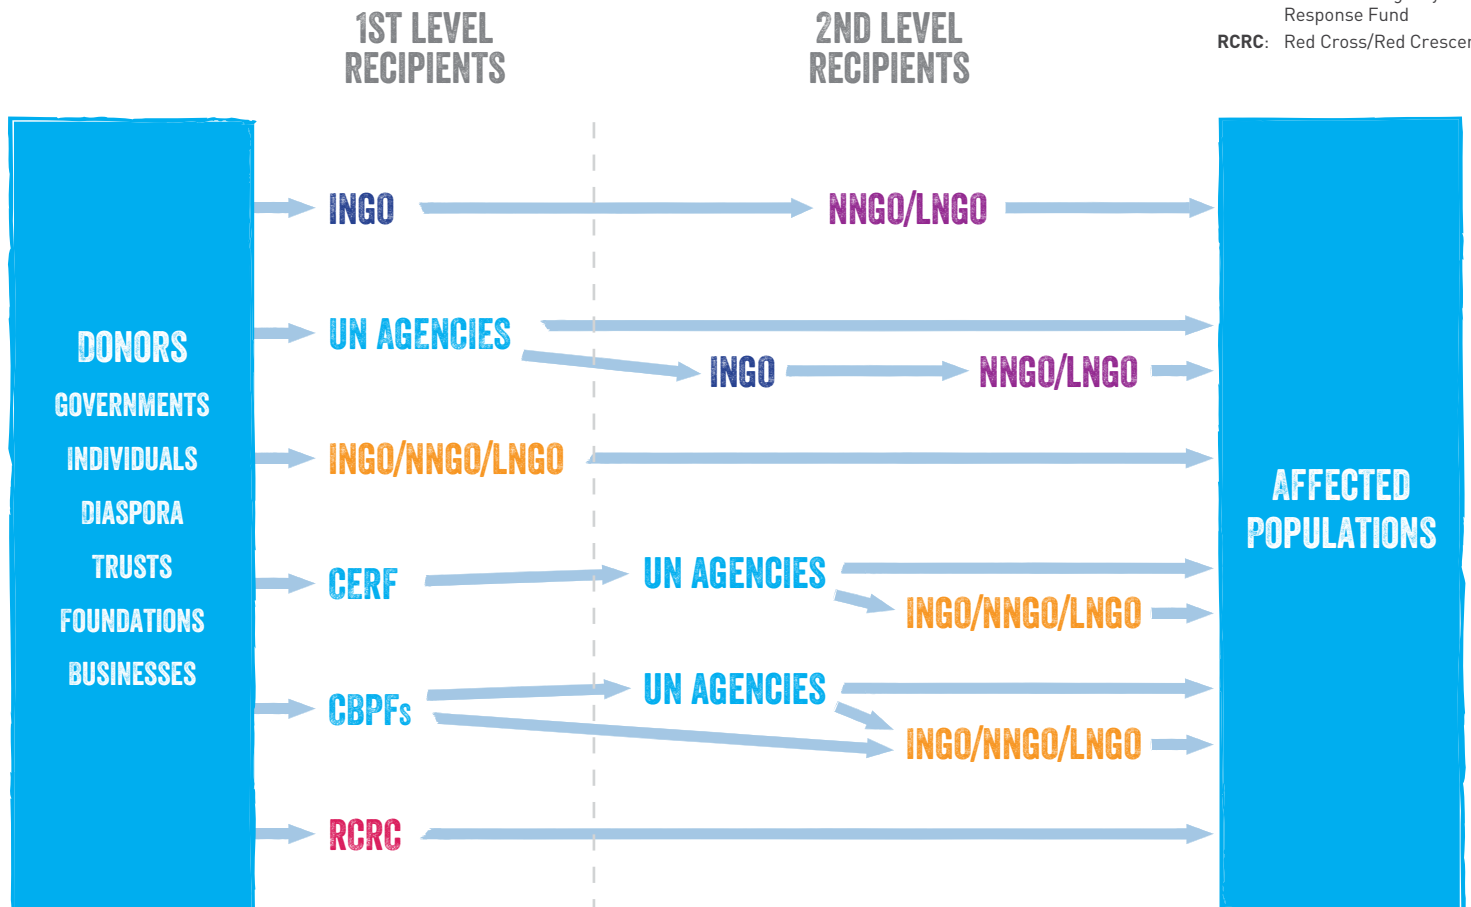 1ST LEVEL
RECIPIENTS
2ND LEVEL
RECIPIENTS
Response Fund
RCRC: Red Cross/Red
DONORS
GOVERNMENTS
INDIVIDUALS
DIASPORA
TRUSTS
FOUNDATIONS
BUSINESSES
INGO
NNGO/LNGO
UN AGENCIES
INGO
NNGO/LNGO
INGO/NNGO/LNGO
CERF
UN AGENCIES
INGO/NNGO/LNGO
CBPFs
UN AGENCIES
INGO/NNGO/LNGO
RCRC
AFFECTED
POPULATIONS